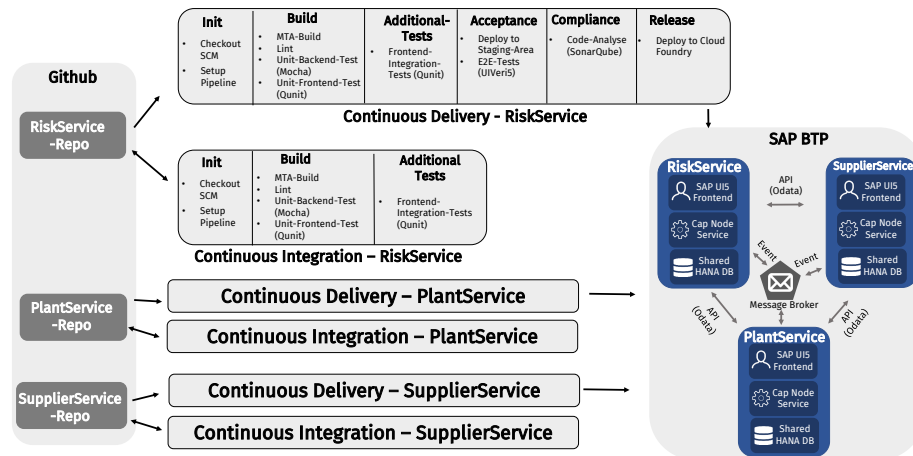 Github
RiskService
-Repo
PlantService
-Repo
SupplierService
-Repo
Init
• Checkout
SCM
• Setup
Pipeline
Build
• MTA-Build
• Lint
• Unit-Backend-Test
(Mocha)
• Unit-Frontend-Test
(Qunit)
Additional-
Tests
• Frontend-
Integration-
Tests (Qunit)
Acceptance
• Deploy to
Staging-Area
• E2E-Tests
(UIVeri5)
Compliance
• Code-Analyse
(SonarQube)
Release
• Deploy to Cloud
Foundry
Continuous Delivery - RiskService
Init
• Checkout
SCM
• Setup
Pipeline
Build
• MTA-Build
• Lint
• Unit-Backend-Test
(Mocha)
• Unit-Frontend-Test
(Qunit)
Additional
Tests
• Frontend-
Integration-Tests
(Qunit)
Continuous Integration – RiskService
Continuous Delivery – PlantService
Continuous Integration – PlantService
Continuous Delivery – SupplierService
Continuous Integration – SupplierService
SAP BTP
RiskService
SAP UI5
Frontend
Cap Node
Service
Shared
HANA DB
API
(Odata)
SupplierService
SAP UI5
Frontend
Cap Node
Service
Shared
HANA DB
Event
Event
Message Broker
API
(Odata)
API
(Odata)
PlantService
SAP UI5
Frontend
Cap Node
Service
Shared
HANA DB